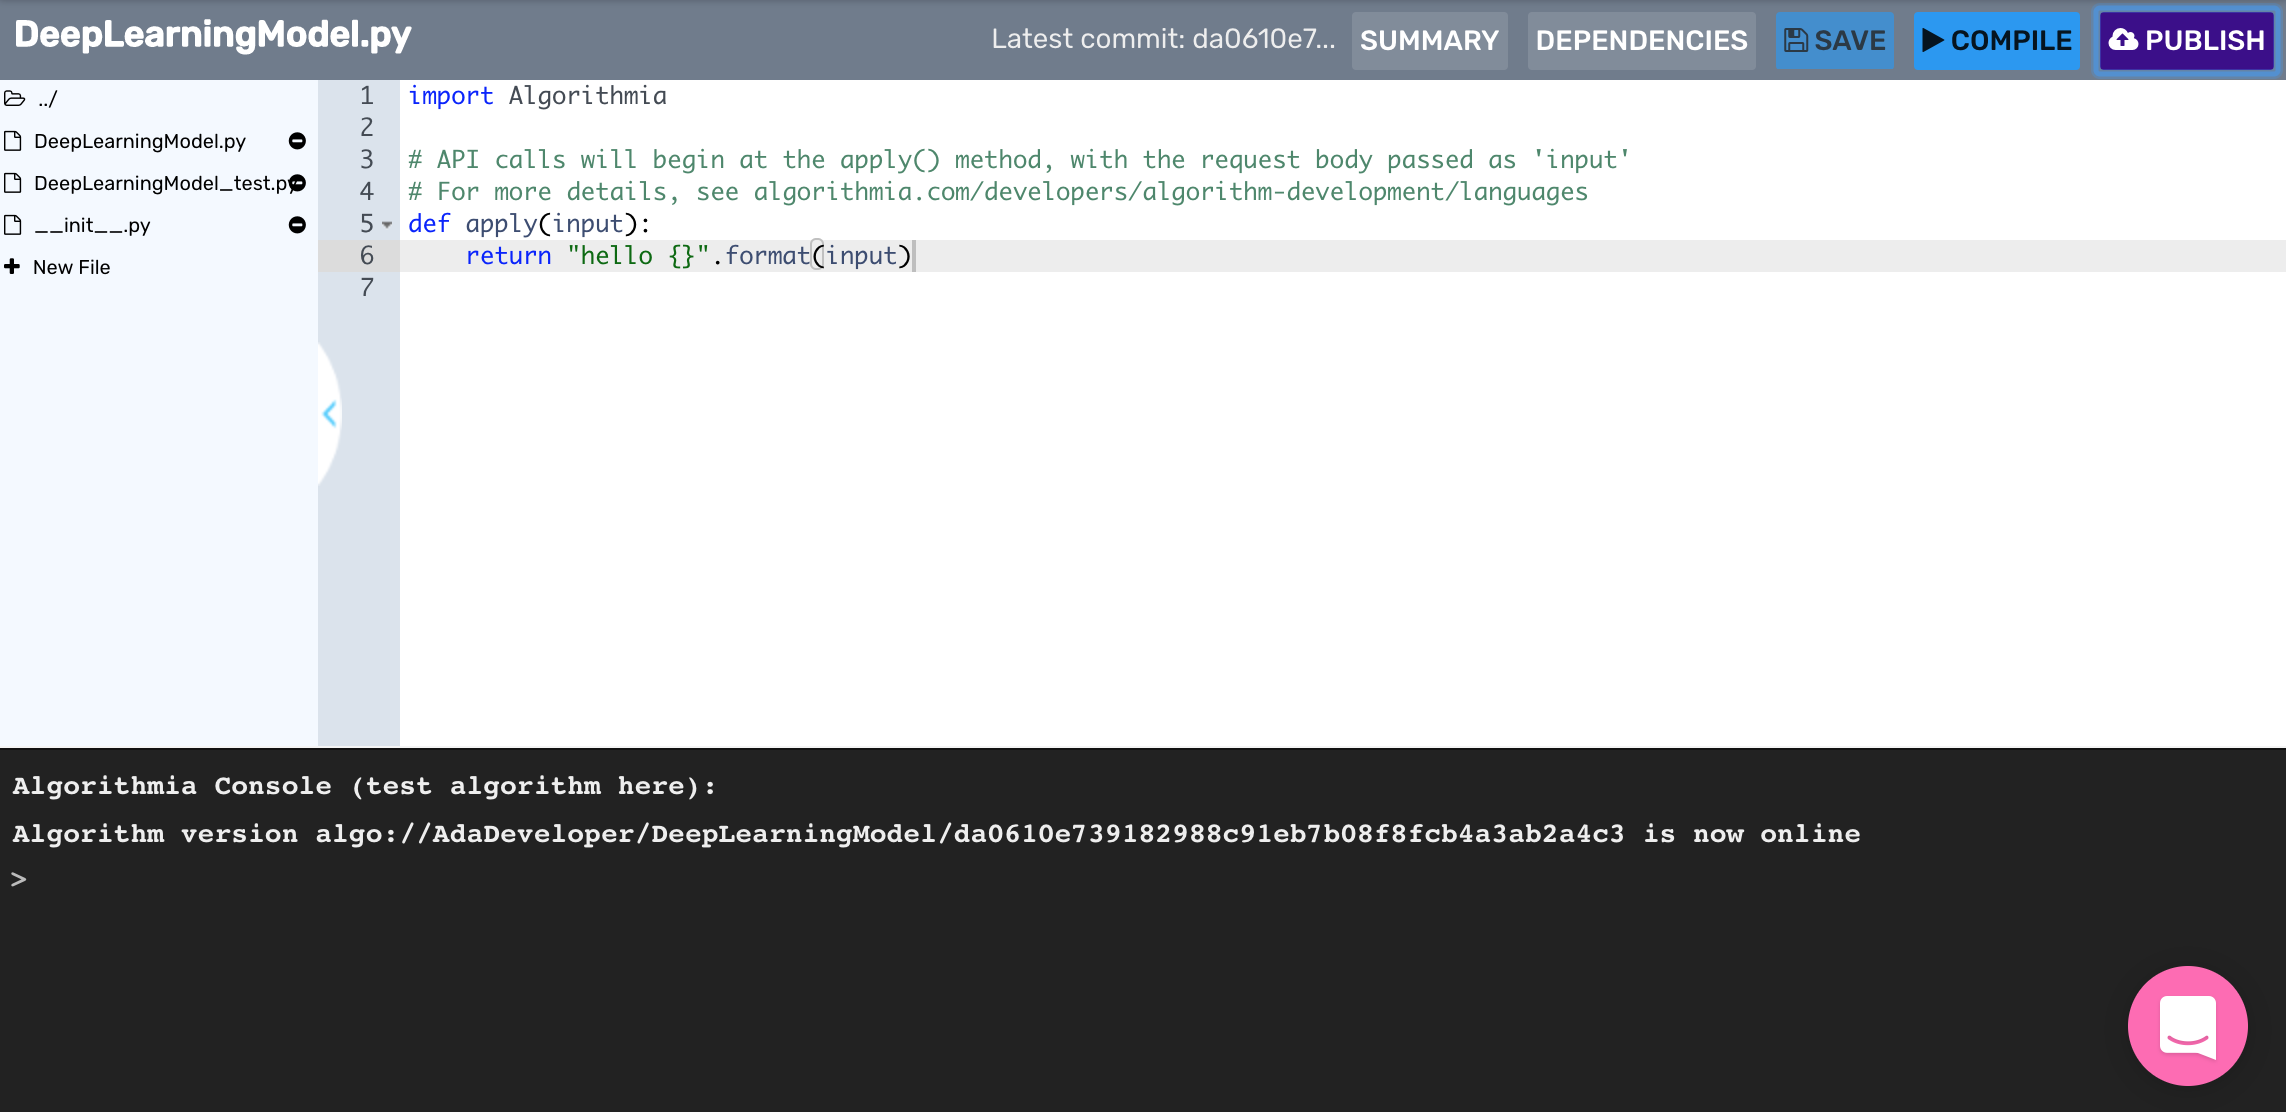 DeepLearningModel.py
Latest commit: da0610e7... SUMMARY DEPENDENCIES SAVE COMPILE PUBLISH
../
DeepLearningModel.py
DeepLearningModel_test.py
__init__.py
New File
1 import Algorithmia
2
3 # API calls will begin at the apply() method, with the request body passed as 'input'
4 # For more details, see algorithmia.com/developers/algorithm-development/languages
5 def apply(input):
6     return "hello {}".format(input)
7
Algorithmia Console (test algorithm here):
Algorithm version algo://AdaDeveloper/DeepLearningModel/da0610e739182988c91eb7b08f8fcb4a3ab2a4c3 is now online
>